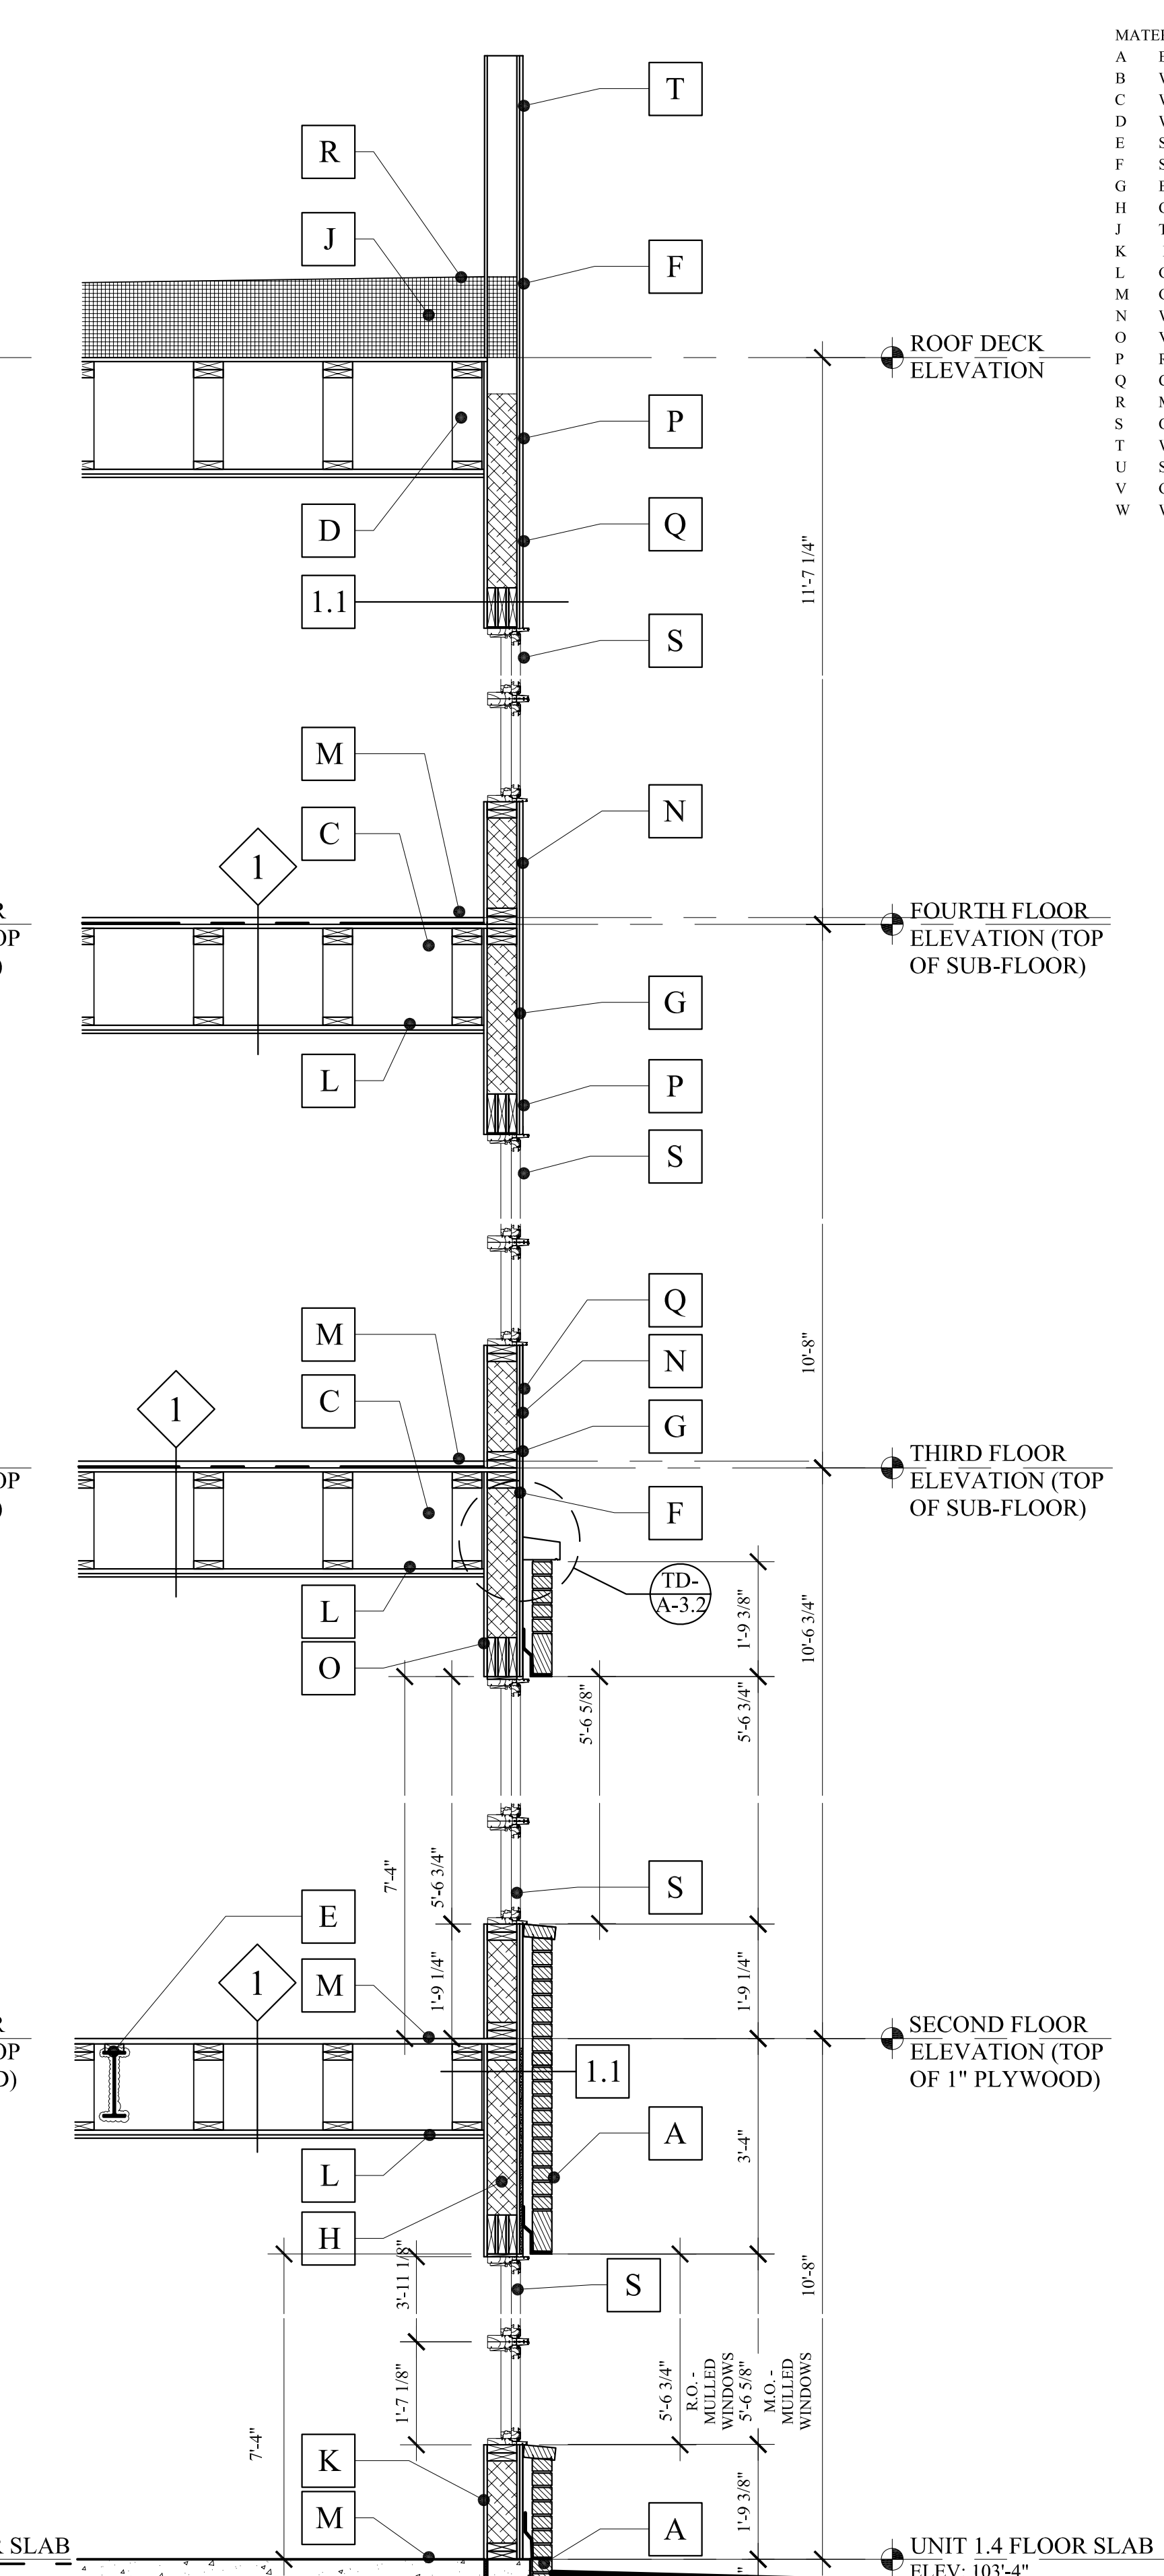 MATE
A
B
C
D
E
F
G
H
J
K
L
M
N
O
P
Q
R
S
T
U
V
W
T
R
J
F
ROOF DECK
ELEVATION
P
D
Q
1.1
11'-7 1/4"
S
M
C
N
1
FOURTH FLOOR
ELEVATION (TOP
OF SUB-FLOOR)
G
L
P
S
Q
M
N
10'-8"
C
1
G
THIRD FLOOR
ELEVATION (TOP
OF SUB-FLOOR)
F
TD-
A-3.2
L
O
1'-9 3/8"
10'-6 3/4"
5'-6 5/8"
5'-6 3/4"
7'-4"
5'-6 3/4"
S
E
1
M
1'-9 1/4"
1'-9 1/4"
SECOND FLOOR
ELEVATION (TOP
OF 1" PLYWOOD)
1.1
A
3'-4"
L
H
3'-11 1/8"
S
10'-8"
1'-7 1/8"
5'-6 3/4"
R.O. -
MULLED
WINDOWS
5'-6 5/8"
M.O. -
MULLED
WINDOWS
7'-4"
K
M
A
1'-9 3/8"
SLAB
UNIT 1.4 FLOOR SLAB
ELEV: 103'-4"